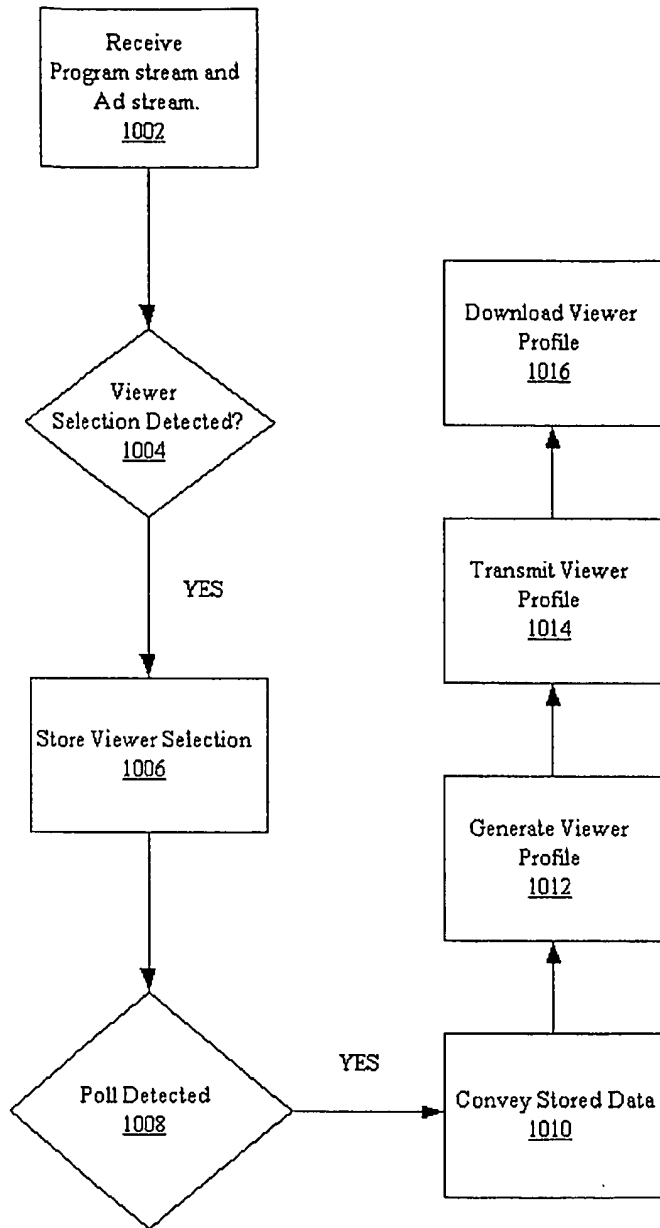 Receive
Program stream and
Ad stream.
1002
Viewer
Selection Detected?
1004
YES
Store Viewer Selection
1006
Poll Detected
1008
YES
Convey Stored Data
1010
Generate Viewer
Profile
1012
Transmit Viewer
Profile
1014
Download Viewer
Profile
1016